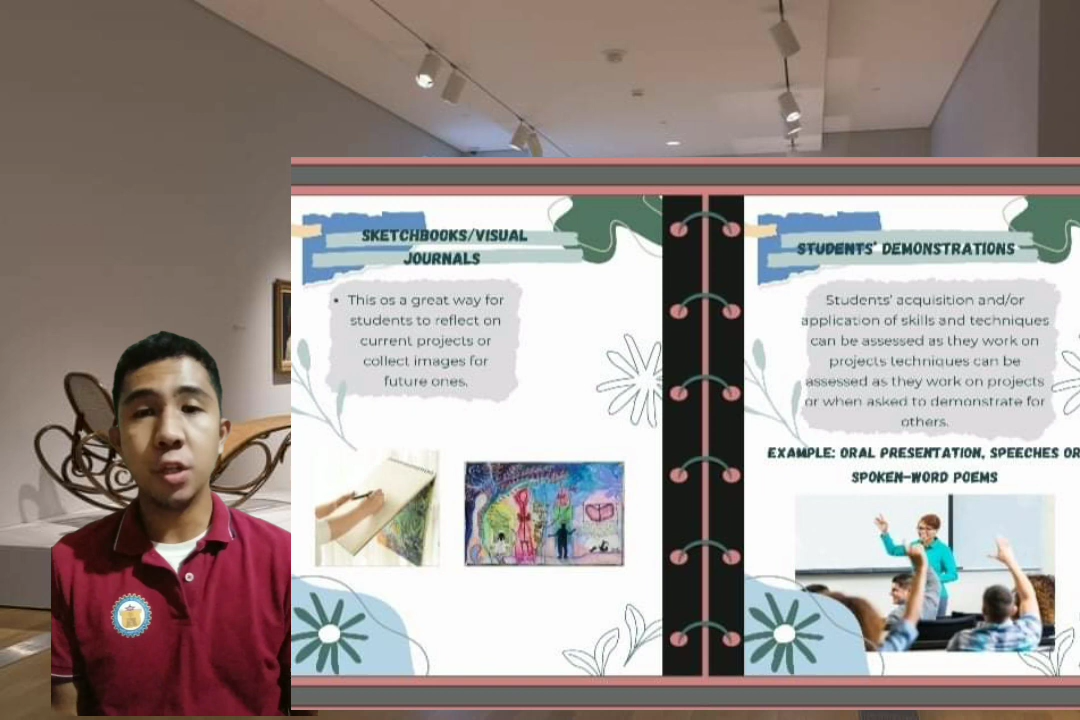 SKETCHBOOKS/VISUAL
JOURNALS
• This os a great way for
students to reflect on
current projects or
collect images for
future ones.
STUDENTS' DEMONSTRATIONS
Students' acquisition and/or
application of skills and techniques
can be assessed as they work on
projects techniques can be
assessed as they work on projects
or when asked to demonstrate for
others.
EXAMPLE: ORAL PRESENTATION, SPEECHES OR
SPOKEN-WORD POEMS